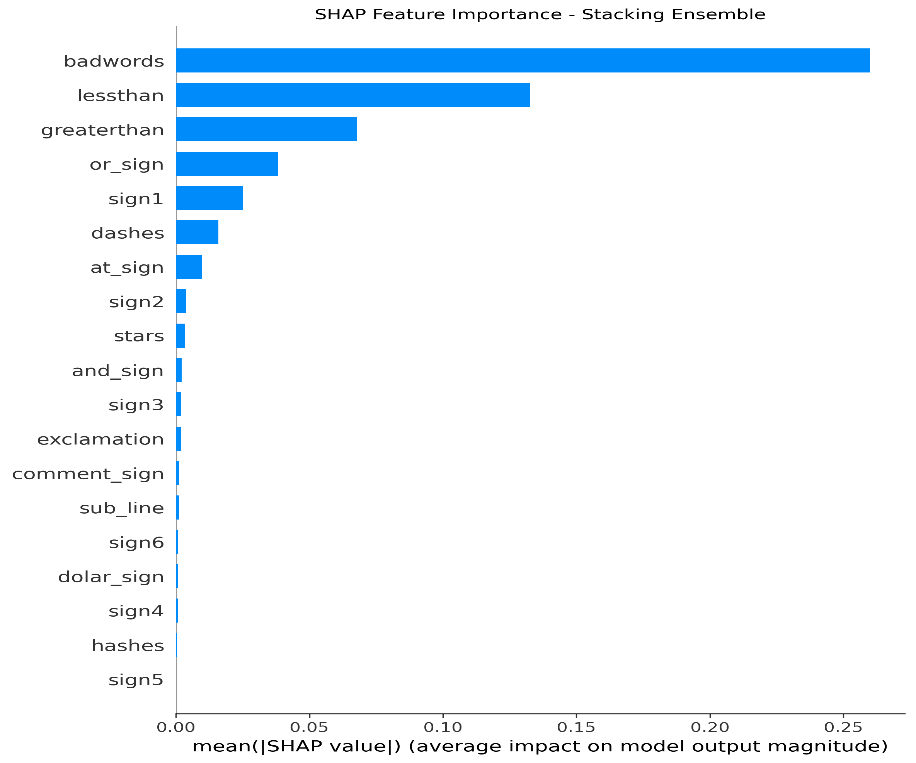 SHAP Feature Importance - Stacking Ensemble
badwords
lessthan
greaterthan
or_sign
sign1
dashes
at_sign
sign2
stars
and_sign
sign3
exclamation
comment_sign
sub_line
sign6
dolar_sign
sign4
hashes
sign5
0.00 0.05 0.10 0.15 0.20 0.25
mean(|SHAP value|) (average impact on model output magnitude)